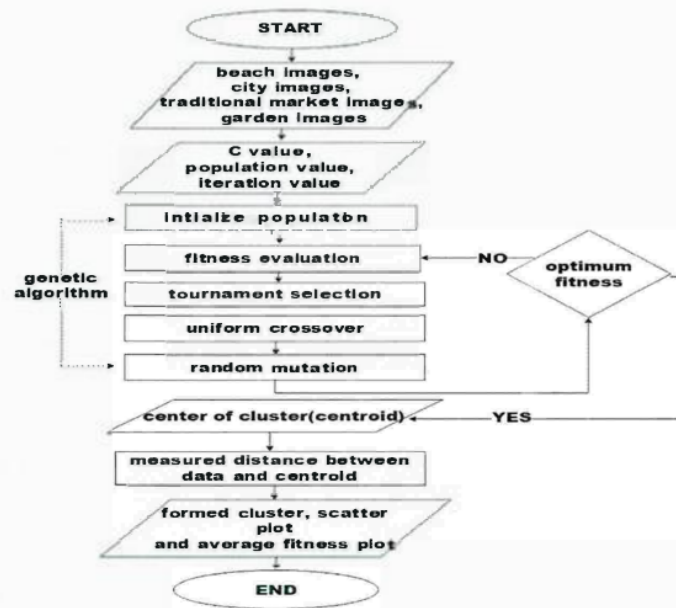 START
beach images,
city images,
traditional market images,
garden images
C value,
population value,
iteration value
intialize population
fitness evaluation
NO
optimum
fitness
genetic
algorithm
tournament selection
uniform crossover
random mutation
center of cluster(centroid)
YES
measured distance between
data and centroid
formed cluster, scatter
plot
and average fitness plot
END